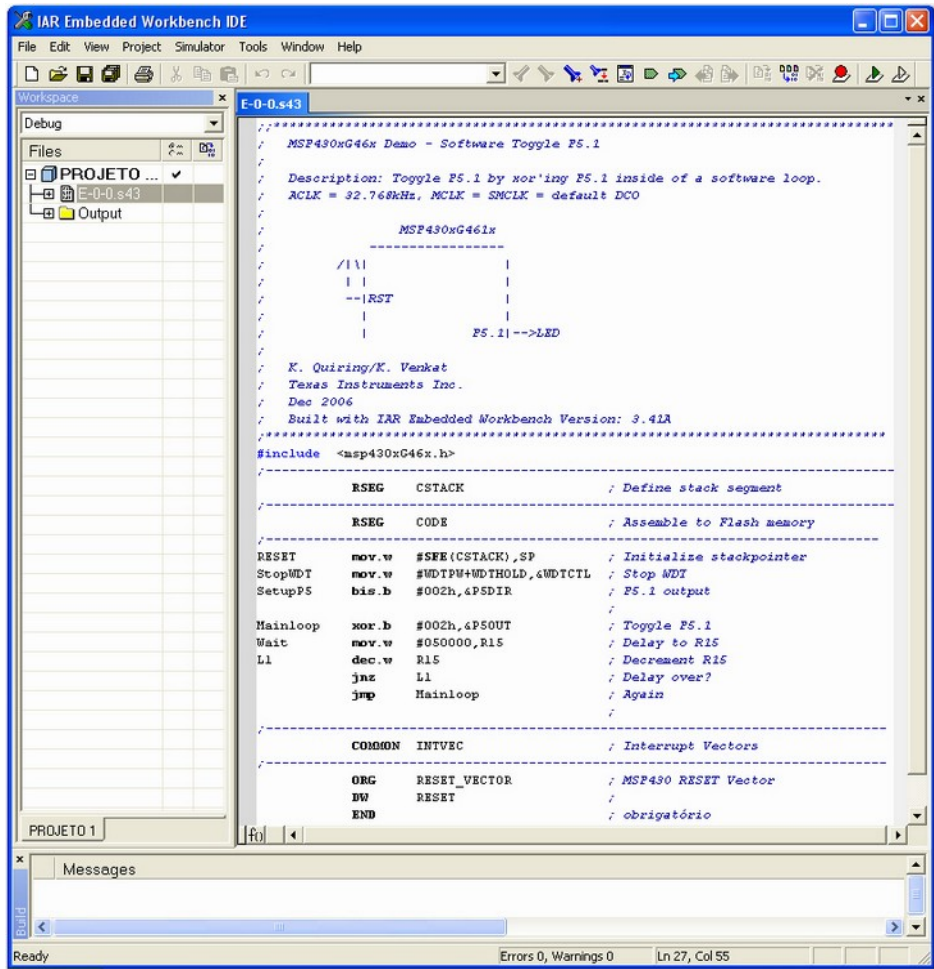 IAR Embedded Workbench IDE
File Edit View Project Simulator Tools Window Help
Workspace
Debug
Files
PROJETO ...
E-0-0.s43
Output
PROJETO 1
E-0-0.s43
;;*******************************************************************************
;   MSP430xG46x Demo - Software Toggle P5.1
;
;   Description: Toggle P5.1 by xor'ing P5.1 inside of a software loop.
;   ACLK = 32.768kHz, MCLK = SMCLK = default DCO
;
;                MSP430xG461x
;             -----------------
;         /|\|                 |
;          | |                 |
;          --|RST              |
;            |                 |
;            |             P5.1|-->LED
;
;   K. Quiring/K. Venkat
;   Texas Instruments Inc.
;   Dec 2006
;   Built with IAR Embedded Workbench Version: 3.41A
;*******************************************************************************
#include <msp430xG46x.h>
;-------------------------------------------------------------------------------
RSEG CSTACK ; Define stack segment
;-------------------------------------------------------------------------------
RSEG CODE ; Assemble to Flash memory
;-------------------------------------------------------------------------------
RESET mov.w #SFE(CSTACK),SP ; Initialize stackpointer
StopWDT mov.w #WDTPW+WDTHOLD,&WDTCTL ; Stop WDT
SetupP5 bis.b #002h,&P5DIR ; P5.1 output
;
Mainloop xor.b #002h,&P5OUT ; Toggle P5.1
Wait mov.w #050000,R15 ; Delay to R15
L1 dec.w R15 ; Decrement R15
jnz L1 ; Delay over?
jmp Mainloop ; Again
;
;-------------------------------------------------------------------------------
COMMON INTVEC ; Interrupt Vectors
;-------------------------------------------------------------------------------
ORG RESET_VECTOR ; MSP430 RESET Vector
DW RESET ;
END ; obrigatório
f0
Messages
Build
Ready
Errors 0, Warnings 0
Ln 27, Col 55